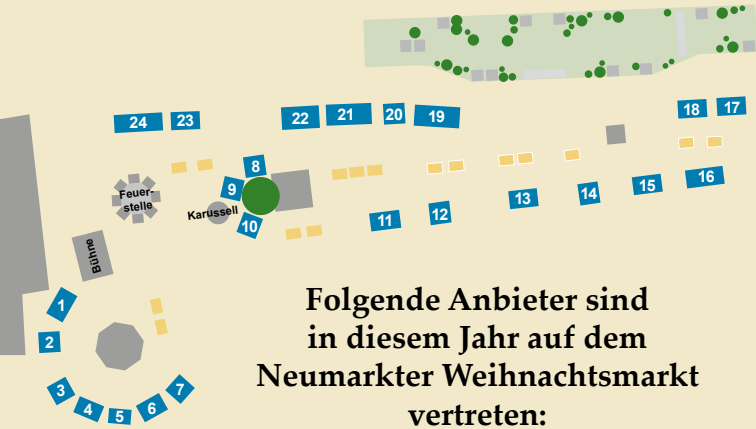 24 23 22 21 20 19 18 17
8
9
10
Feuer-
stelle
Karussell
11 12 13 14 15 16
Bühne
1
2
3
4
5
6
7
Folgende Anbieter sind
in diesem Jahr auf dem
Neumarkter Weihnachtsmarkt
vertreten: